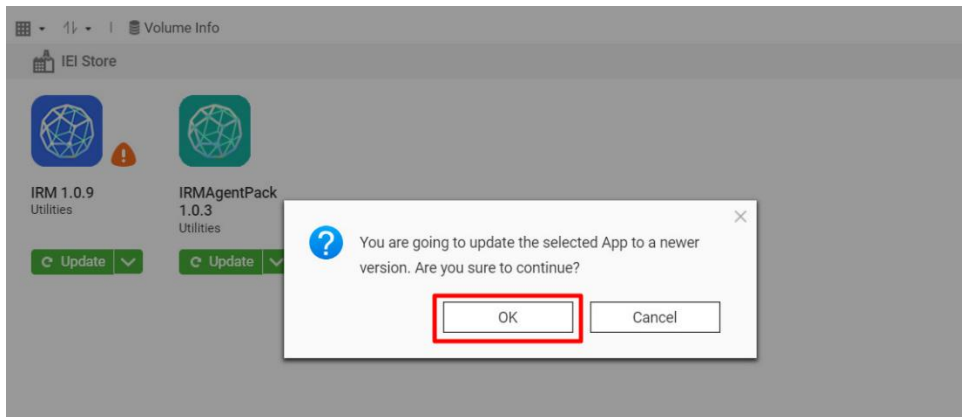 Volume Info
IEI Store
IRM 1.0.9
Utilities
Update
IRMAgentPack
1.0.3
Utilities
Update
You are going to update the selected App to a newer
version. Are you sure to continue?
OK
Cancel